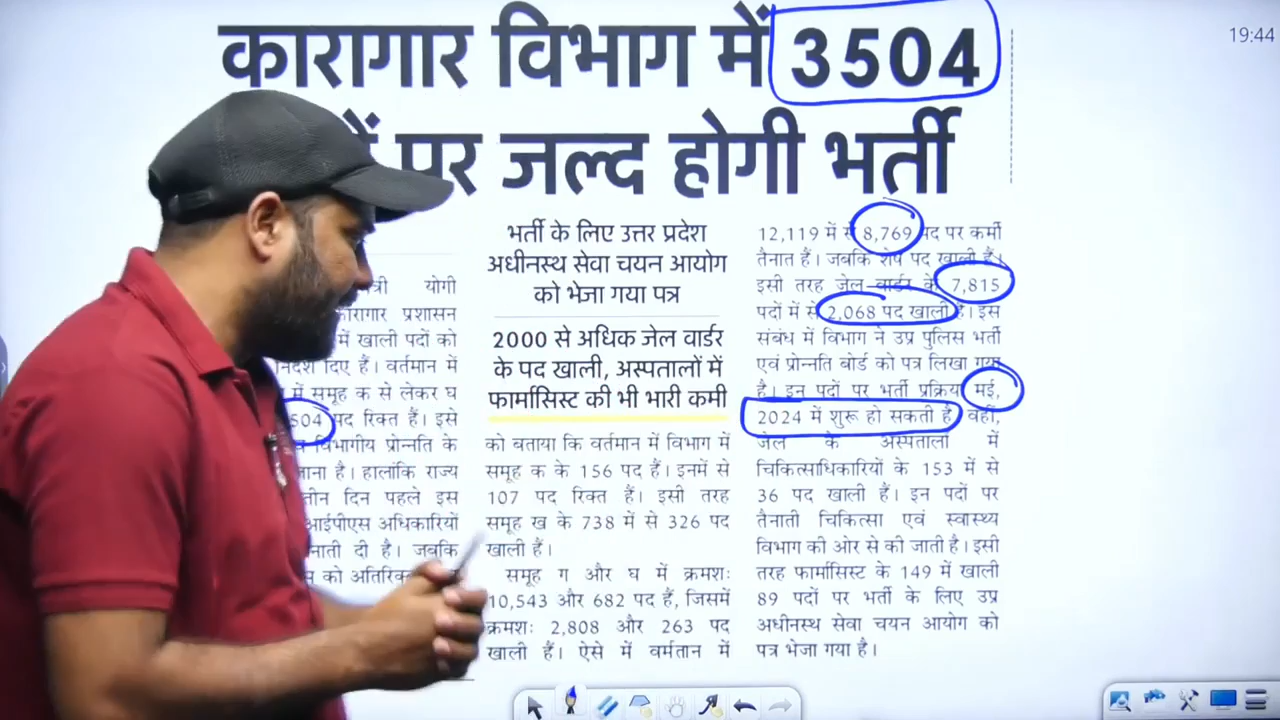 कारागार विभाग में 3504
पर जल्द होगी भर्ती
19:44
योगी
प्रशासन
में खाली पदों को
दिए हैं। वर्तमान में
में समूह क से लेकर घ
504 पद रिक्त हैं। इसे
विभागीय प्रोन्नति के
जाना है। हालांकि राज्य
तीन दिन पहले इस
आईपीएस अधिकारियों
दी है। जबकि
को
भर्ती के लिए उत्तर प्रदेश
अधीनस्थ सेवा चयन आयोग
को भेजा गया पत्र
2000 से अधिक जेल वार्डर
के पद खाली, अस्पतालों में
फार्मासिस्ट की भी भारी कमी
को बताया कि वर्तमान में विभाग में
समूह क के 156 पद हैं। इनमें से
107 पद रिक्त हैं। इसी तरह
समूह ख के 738 में से 326 पद
खाली हैं।
समूह ग और घ में क्रमशः
10,543 और 682 पद हैं, जिसमें
क्रमशः 2,808 और 263 पद
खाली हैं। ऐसे में वर्मतान में
12,119 में से 8,769 पद पर कर्मी
तैनात हैं। जबकि शेष पद खाली हैं।
इसी तरह जेल वार्डर के 7,815
पदों में से 2,068 पद खाली है। इस
संबंध में विभाग ने उप्र पुलिस भर्ती
एवं प्रोन्नति बोर्ड को पत्र लिखा गया
है। इन पदों पर भर्ती प्रक्रिया मई,
2024 में शुरू हो सकती है वहीं,
जेल के अस्पतालों में
चिकित्साधिकारियों के 153 में से
36 पद खाली हैं। इन पदों पर
तैनाती चिकित्सा एवं स्वास्थ्य
विभाग की ओर से की जाती है। इसी
तरह फार्मासिस्ट के 149 में खाली
89 पदों पर भर्ती के लिए उप्र
अधीनस्थ सेवा चयन आयोग को
पत्र भेजा गया है।